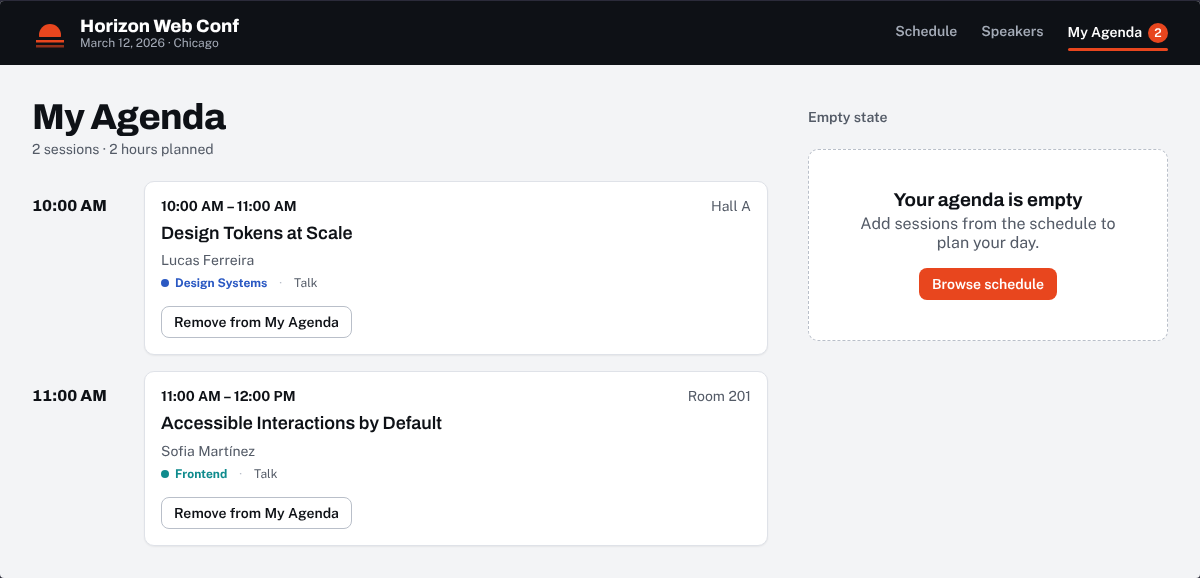 Horizon Web Conf
March 12, 2026 · Chicago
Schedule
Speakers
My Agenda 2
My Agenda
2 sessions · 2 hours planned
10:00 AM
10:00 AM – 11:00 AM
Hall A
Design Tokens at Scale
Lucas Ferreira
Design Systems · Talk
Remove from My Agenda
11:00 AM
11:00 AM – 12:00 PM
Room 201
Accessible Interactions by Default
Sofia Martínez
Frontend · Talk
Remove from My Agenda
Empty state
Your agenda is empty
Add sessions from the schedule to
plan your day.
Browse schedule